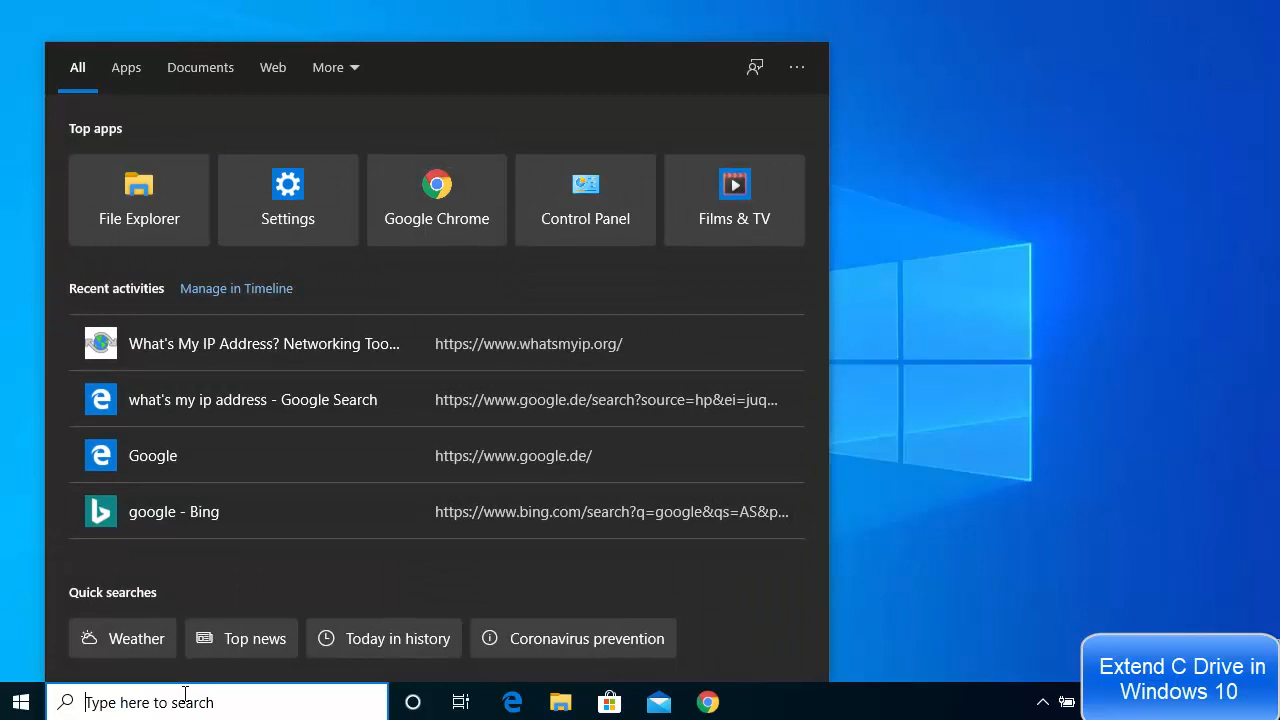 All Apps Documents Web More
Top apps
File Explorer Settings Google Chrome Control Panel Films & TV
Recent activities Manage in Timeline
What's My IP Address? Networking Too... https://www.whatsmyip.org/
what's my ip address - Google Search https://www.google.de/search?source=hp&ei=juq...
Google https://www.google.de/
google - Bing https://www.bing.com/search?q=google&qs=AS&p...
Quick searches
Weather Top news Today in history Coronavirus prevention
Type here to search
Extend C Drive in
Windows 10